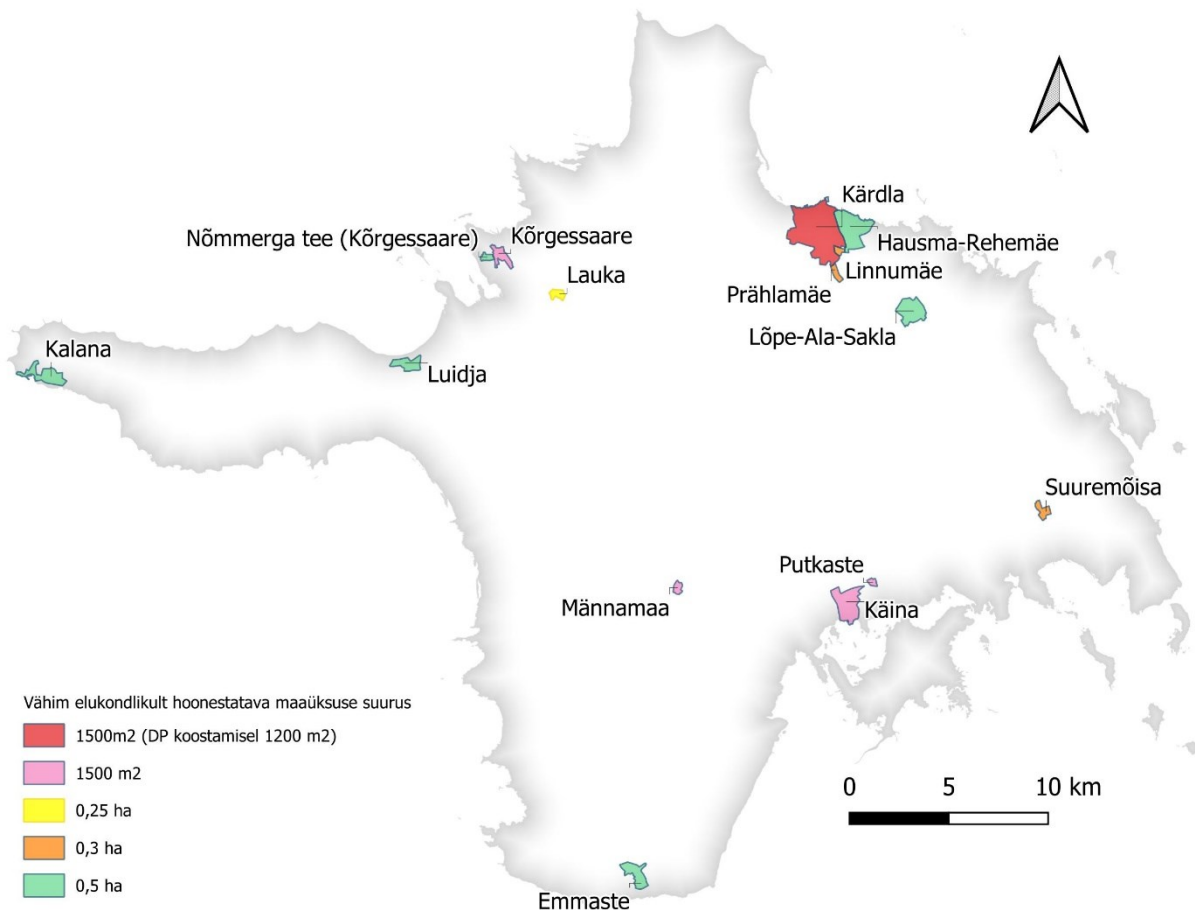 Kärdla
Hausma-Rehemäe
Nõmmerga tee (Kõrgessaare)
Kõrgessaare
Linnumäe
Lauka
Prählamäe
Lõpe-Ala-Sakla
Kalana
Luidja
Suuremõisa
Putkaste
Männamaa
Käina
Vähim elukondlikult hoonestatava maaüksuse suurus
1500m2 (DP koostamisel 1200 m2)
1500 m2
0,25 ha
0,3 ha
0,5 ha
0 5 10 km
Emmaste